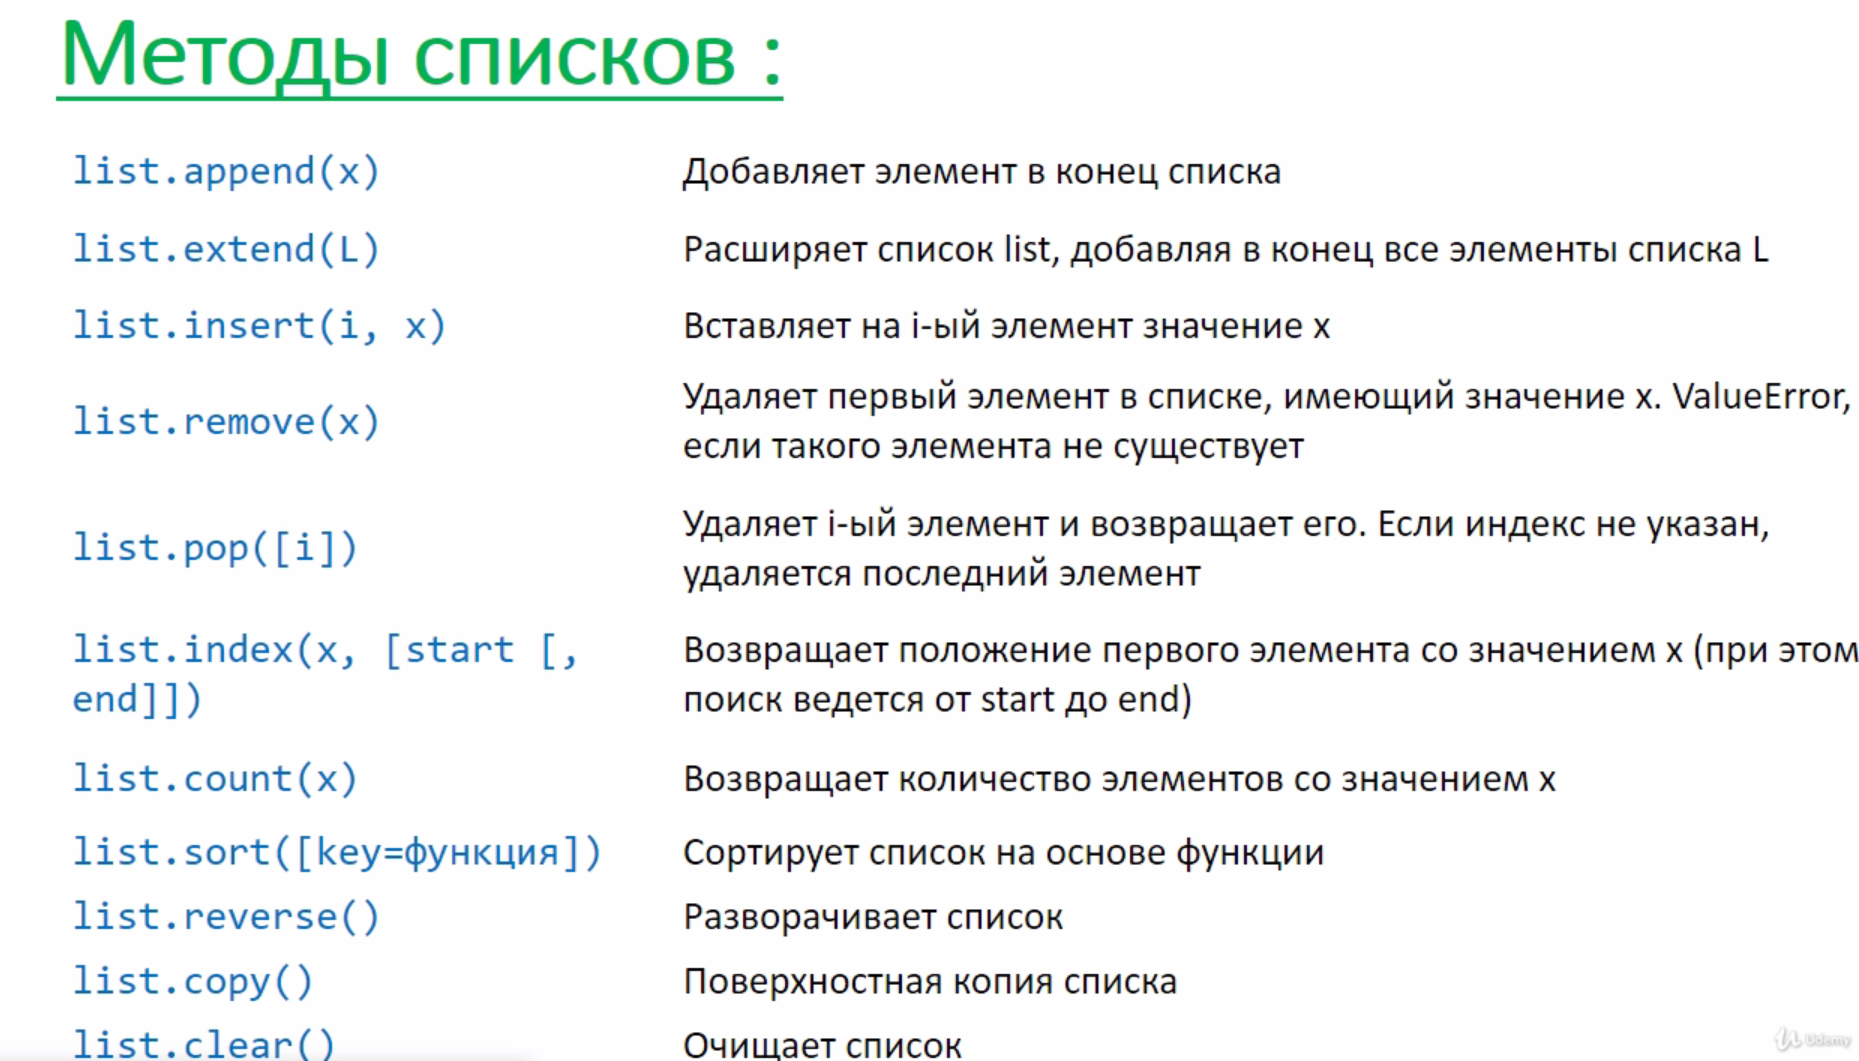 Методы списков :
list.append(x) Добавляет элемент в конец списка
list.extend(L) Расширяет список list, добавляя в конец все элементы списка L
list.insert(i, x) Вставляет на i-ый элемент значение x
list.remove(x) Удаляет первый элемент в списке, имеющий значение x. ValueError,
если такого элемента не существует
list.pop([i]) Удаляет i-ый элемент и возвращает его. Если индекс не указан,
удаляется последний элемент
list.index(x, [start [, Возвращает положение первого элемента со значением x (при этом
end]]) поиск ведется от start до end)
list.count(x) Возвращает количество элементов со значением x
list.sort([key=функция]) Сортирует список на основе функции
list.reverse() Разворачивает список
list.copy() Поверхностная копия списка
list.clear() Очищает список
Udemy